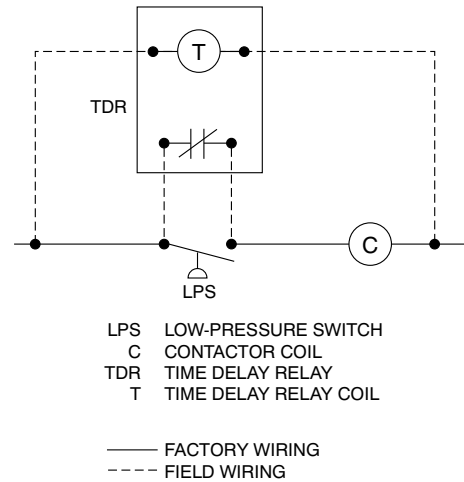 T
TDR
C
LPS
LPS LOW-PRESSURE SWITCH
C CONTACTOR COIL
TDR TIME DELAY RELAY
T TIME DELAY RELAY COIL
FACTORY WIRING
FIELD WIRING